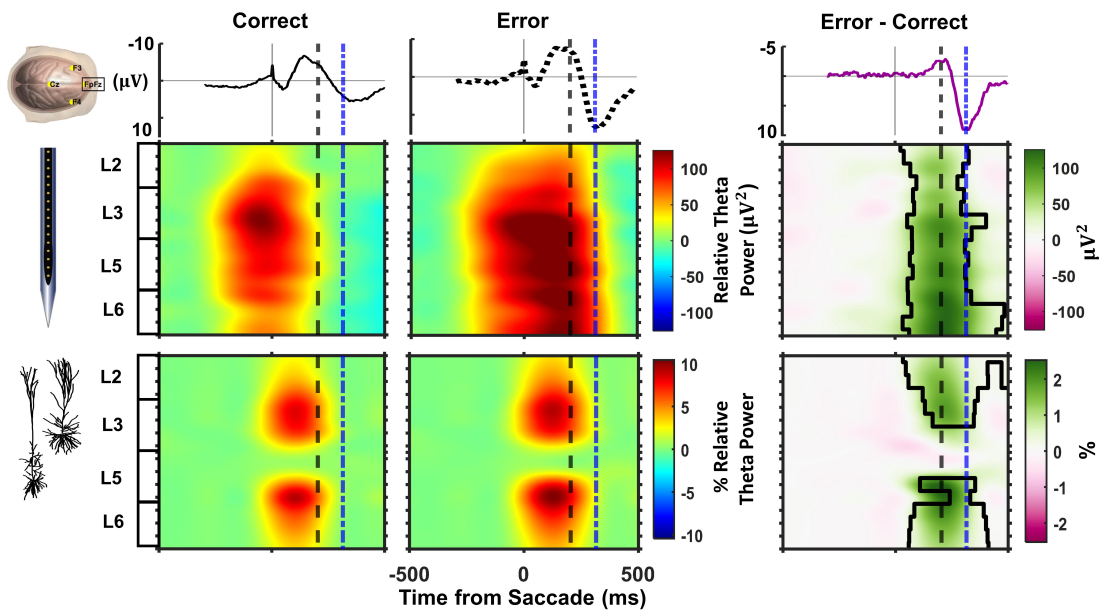 Correct
Error
Error - Correct
-10
(μV)
10
-5
10
F3
Cz
FpFz
F4
L2
L3
L5
L6
100
50
0
-50
-100
Relative Theta
Power (μV²)
100
50
0
-50
-100
μV²
L2
L3
L5
L6
10
5
0
-5
-10
% Relative
Theta Power
2
1
0
-1
-2
%
-500
0
500
Time from Saccade (ms)